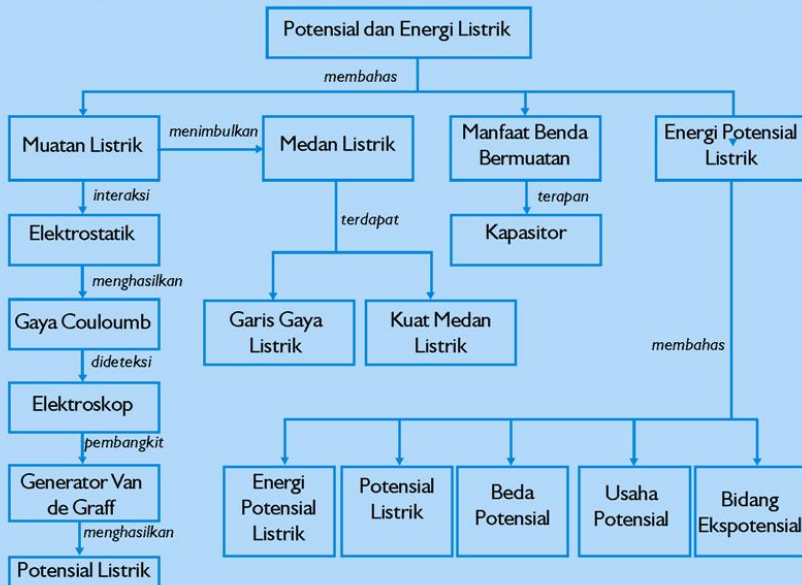 Potensial dan Energi Listrik
membahas
Muatan Listrik
menimbulkan
Medan Listrik
Manfaat Benda
Bermuatan
Energi Potensial
Listrik
interaksi
terdapat
terapan
Elektrostatik
Kapasitor
menghasilkan
Gaya Couloumb
Garis Gaya
Listrik
Kuat Medan
Listrik
membahas
dideteksi
Elektroskop
pembangkit
Generator Van
de Graff
Energi
Potensial
Listrik
Potensial
Listrik
Beda
Potensial
Usaha
Potensial
Bidang
Ekspotensial
menghasilkan
Potensial Listrik